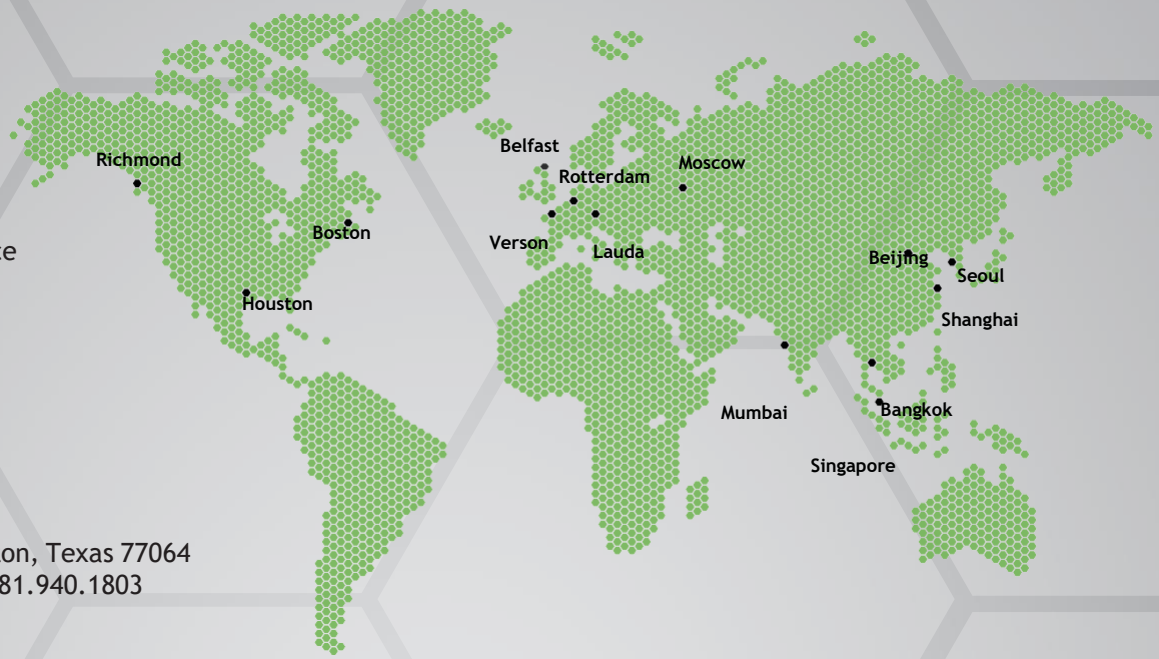 Belfast
Richmond
Moscow
Rotterdam
Boston
Verson
Lauda
Beijing
Seoul
Houston
Shanghai
Mumbai
Bangkok
Singapore
on, Texas 77064
81.940.1803